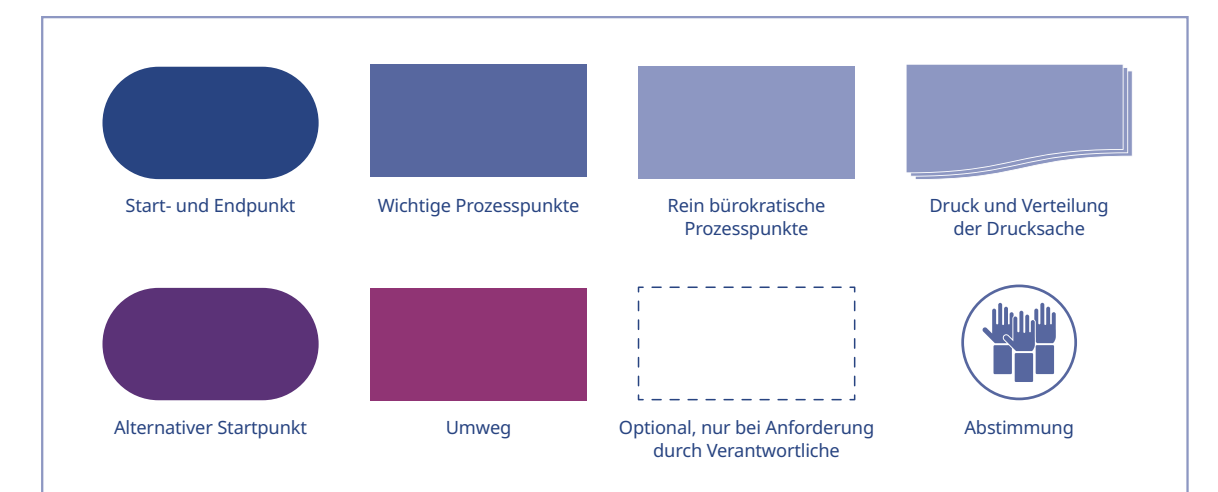 Start- und Endpunkt
Wichtige Prozesspunkte
Rein bürokratische
Prozesspunkte
Druck und Verteilung
der Drucksache
Alternativer Startpunkt
Umweg
Optional, nur bei Anforderung
durch Verantwortliche
Abstimmung